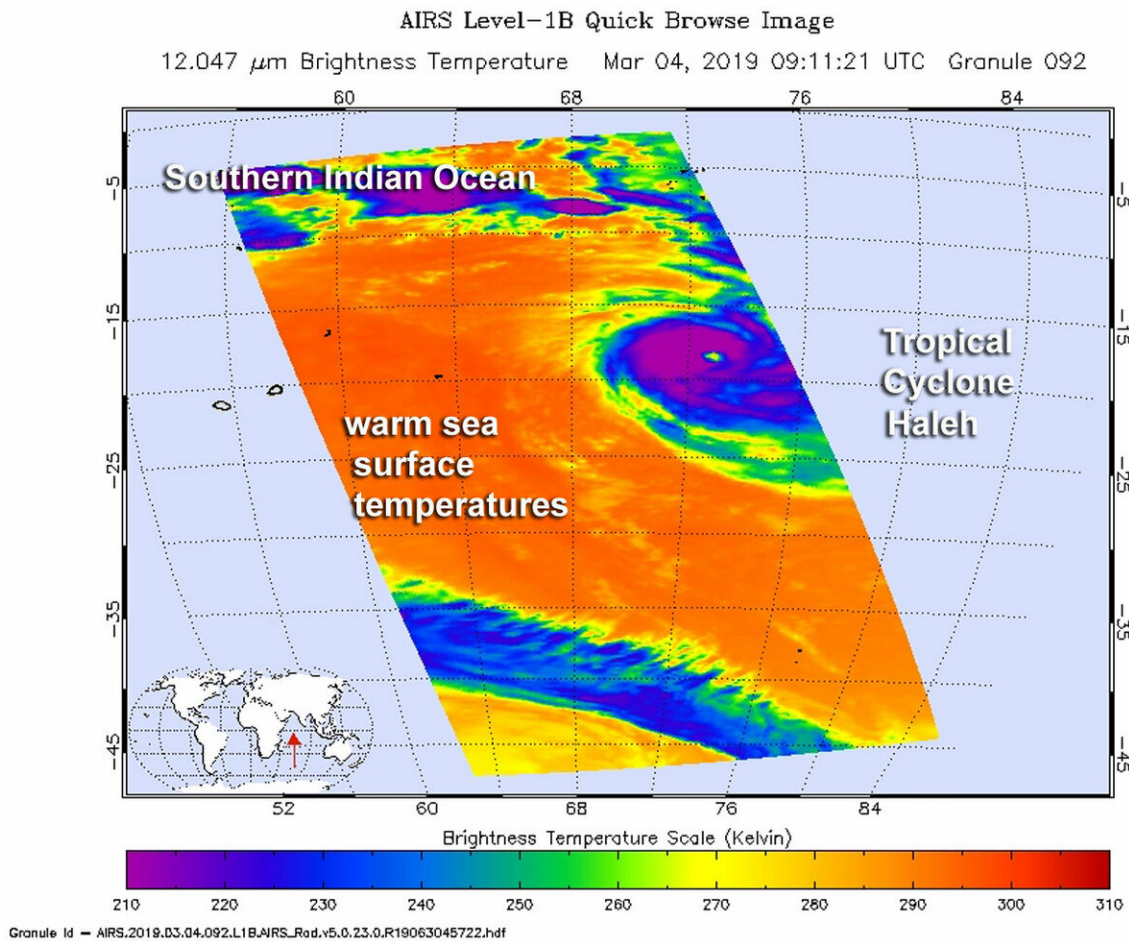 AIRS Level-1B Quick Browse Image
12.047 μm Brightness Temperature Mar 04, 2019 09:11:21 UTC Granule 092
60 68 76 84
Southern Indian Ocean
-5 -5
-15 -15
Tropical
Cyclone
Haleh
warm sea
surface
temperatures
-25 -25
-35 -35
-45 -45
52 60 68 76 84
Brightness Temperature Scale (Kelvin)
210 220 230 240 250 260 270 280 290 300 310
Granule Id - AIRS.2019.03.04.092.L1B.AIRS_Rad.v5.0.23.0.R19063045722.hdf